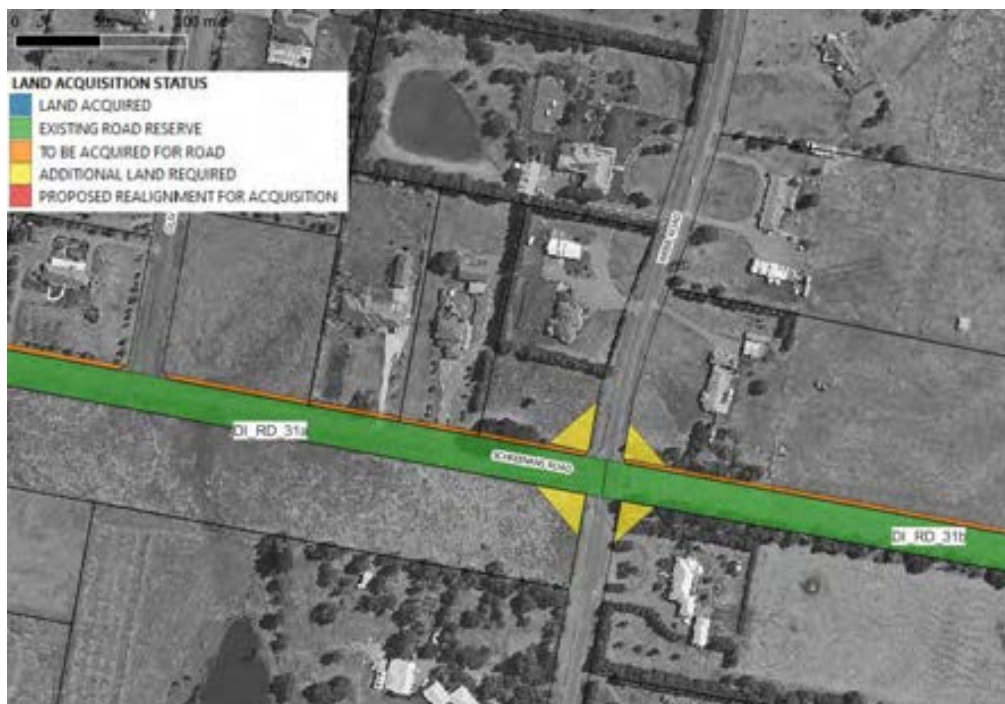 0
LAND ACQUISITION STATUS
LAND ACQUIRED
EXISTING ROAD RESERVE
TO BE ACQUIRED FOR ROAD
ADDITIONAL LAND REQUIRED
PROPOSED REALIGNMENT FOR ACQUISITION
DI_RD_31a
ROAD
DI_RD_31b